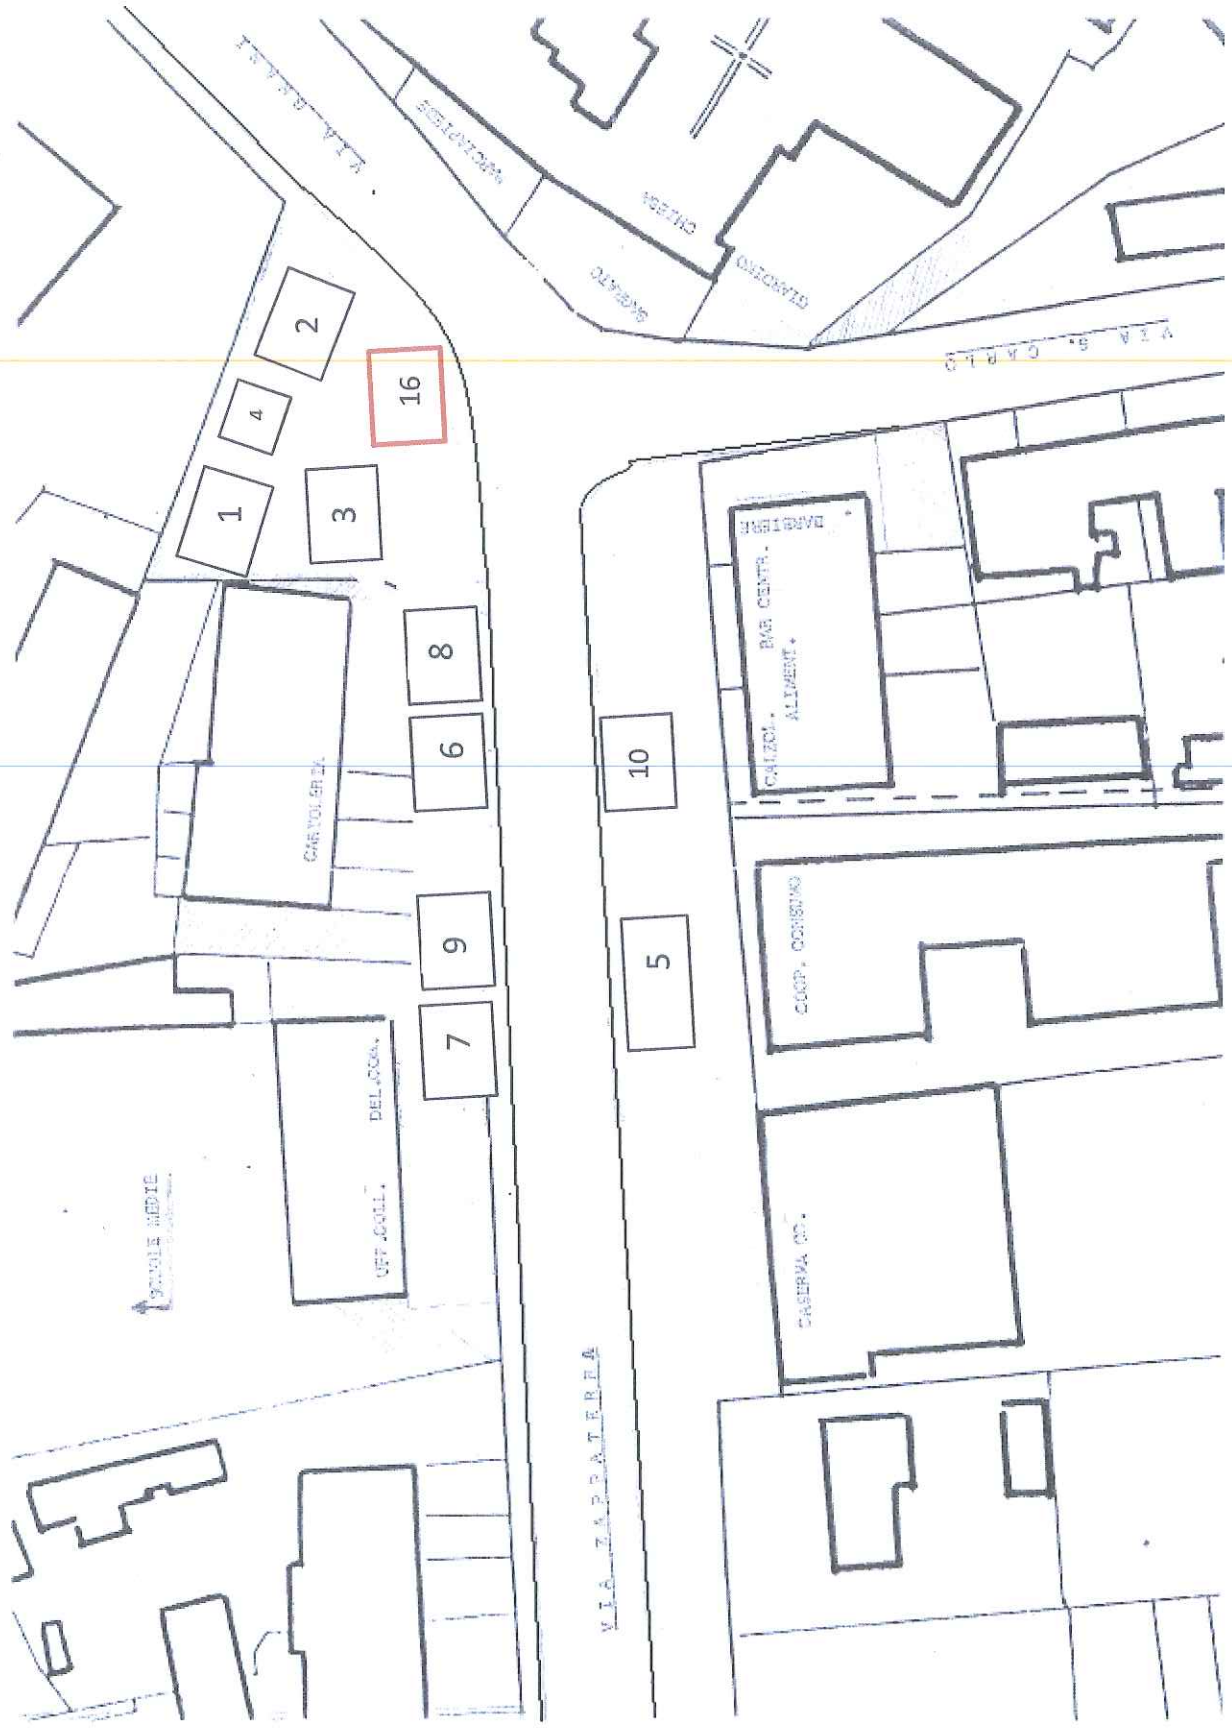 VIA ZAPPATERRA
VIA S. CARLO
MARCIAPIEDE
CHIESA
SAGRATO
GIARDINO
2
4
16
1
3
8
6
10
9
7
5
CARTOLERIA
BARBIERE
CALZOL. BAR CENTR.
ALIMENT.
COOP. CONSUMO
UFF.COLL. DEL.COM.
SCUOLE MEDIE
CASERMA CC.